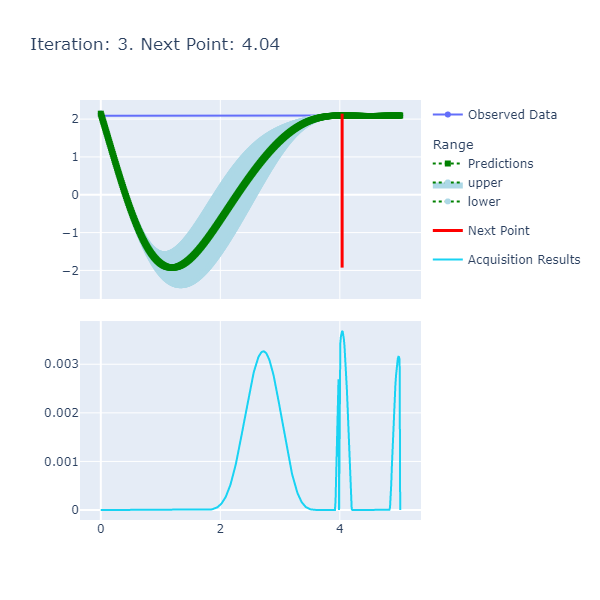 Iteration: 3. Next Point: 4.04
2
1
0
−1
−2
Observed Data
Range
Predictions
upper
lower
Next Point
Acquisition Results
0.003
0.002
0.001
0
0
2
4